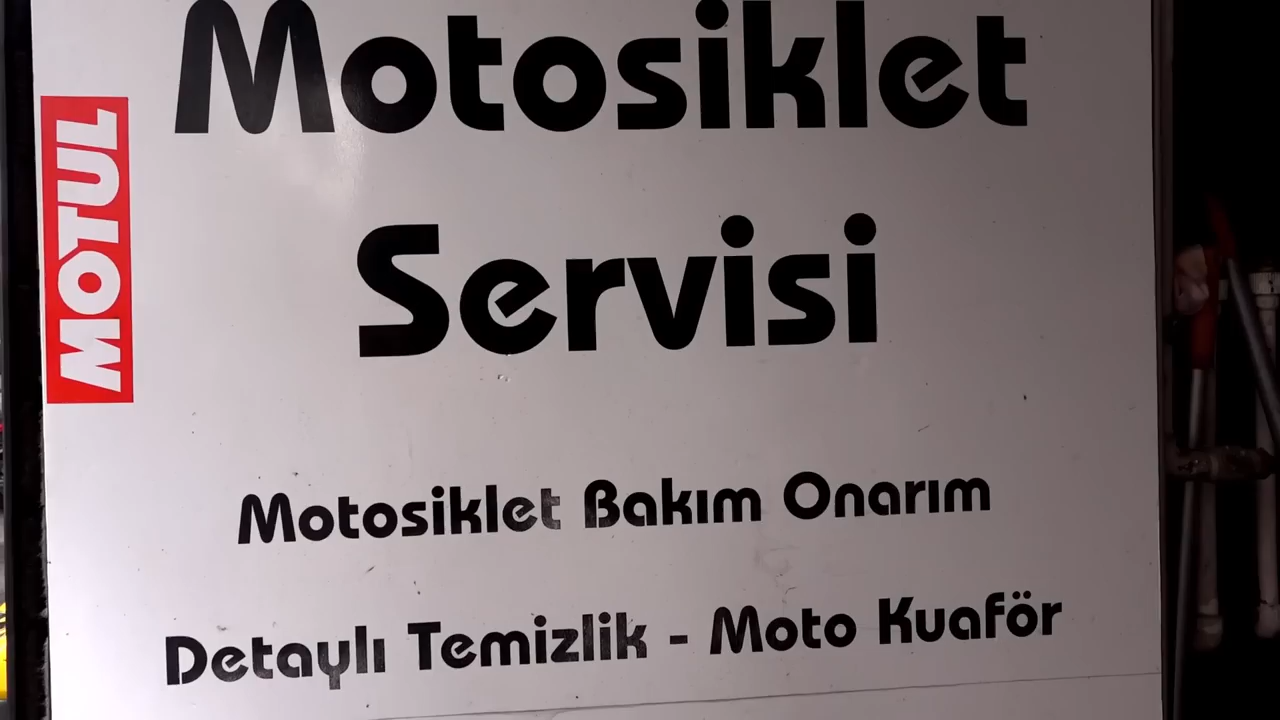 Motosiklet
Servisi
MOTUL
Motosiklet Bakım Onarım
Detaylı Temizlik - Moto Kuaför